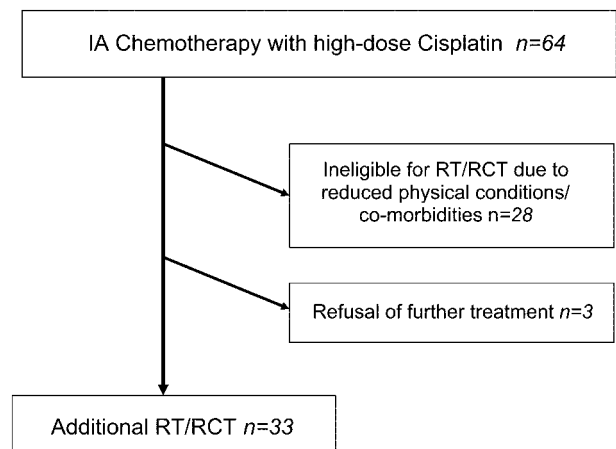 IA Chemotherapy with high-dose Cisplatin n=64
Ineligible for RT/RCT due to
reduced physical conditions/
co-morbidities n=28
Refusal of further treatment n=3
Additional RT/RCT n=33